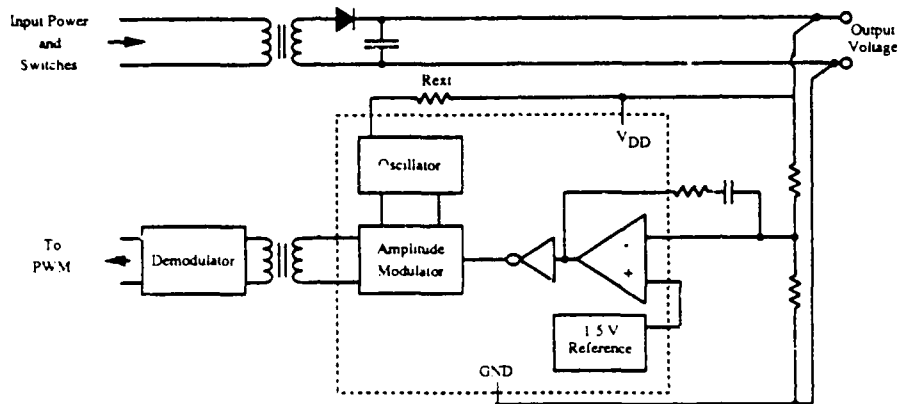 Input Power
and
Switches
Output
Voltage
Rext
VDD
Oscillator
To
PWM
Demodulator
Amplitude
Modulator
-
+
1.5 V
Reference
GND